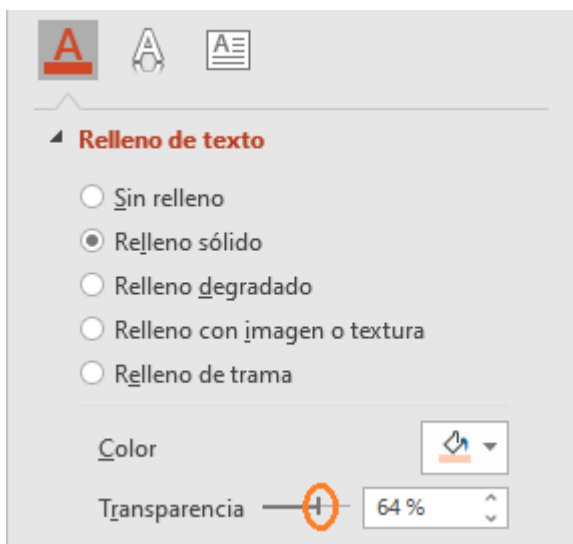 Relleno de texto
Sin relleno
Relleno sólido
Relleno degradado
Relleno con imagen o textura
Relleno de trama
Color
Transparencia 64 %